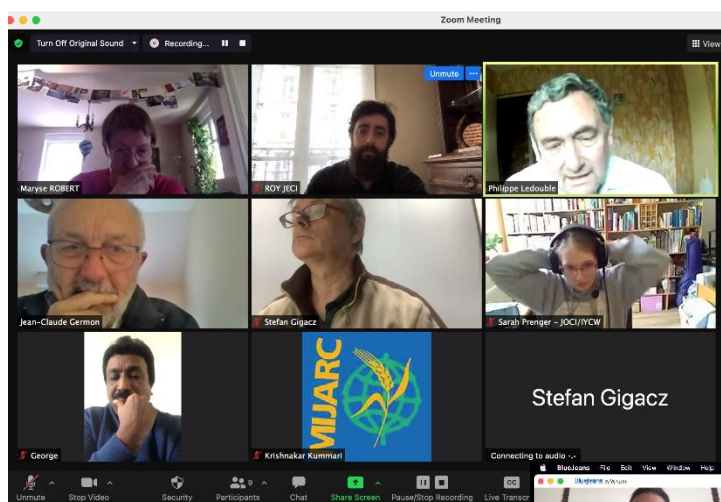 Zoom Meeting
Turn Off Original Sound
Recording...
View
Unmute
Maryse ROBERT
ROY JECI
Philippe Ledouble
Jean-Claude Germon
Stefan Gigacz
Sarah Prenger – JOCI/IYCW
MIJARC
Stefan Gigacz
George
Krishnakar Kummari
Connecting to audio
BlueJeans File Edit View Window Help
Bluejeans
Unmute
Stop Video
Security
9
Participants
Chat
Share Screen
Pause/Stop Recording
CC
Live Transcr